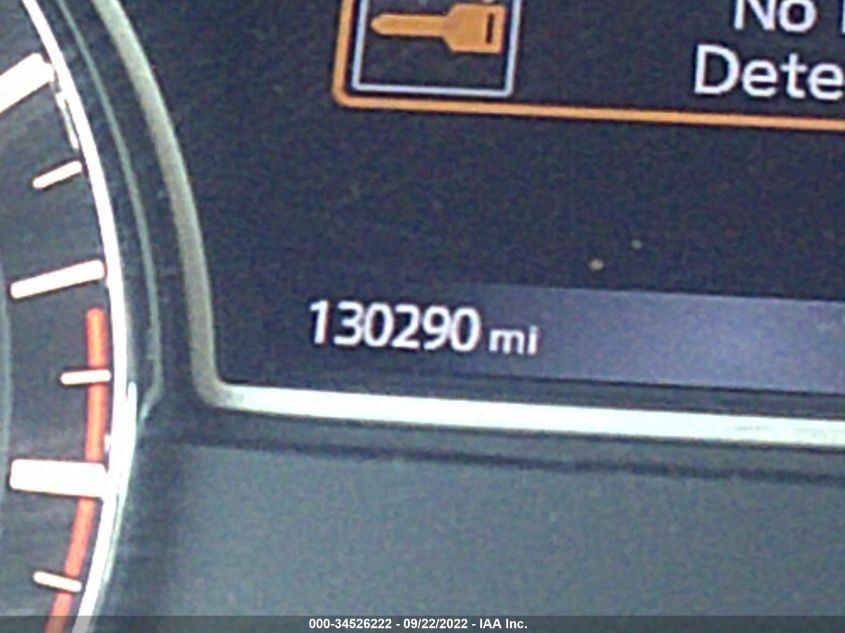 No
Dete
130290 mi
000-34526222 - 09/22/2022 - IAA Inc.